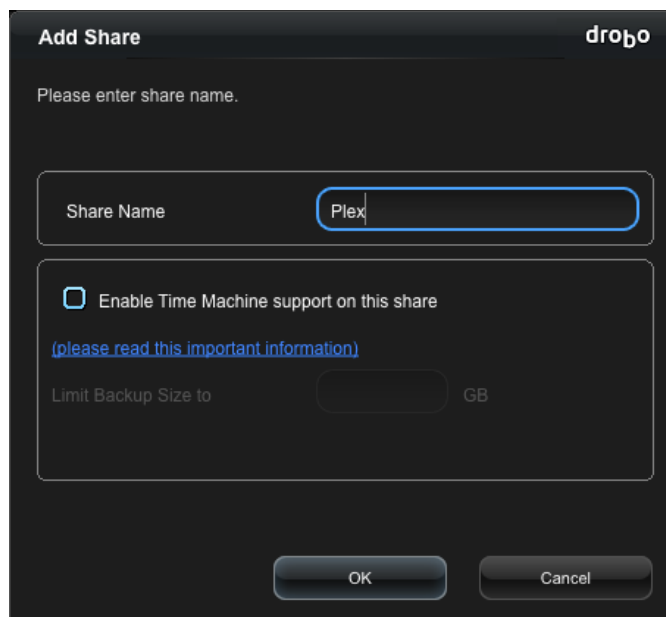 Add Share
drobo
Please enter share name.
Share Name
Plex
Enable Time Machine support on this share
(please read this important information)
Limit Backup Size to
GB
OK
Cancel